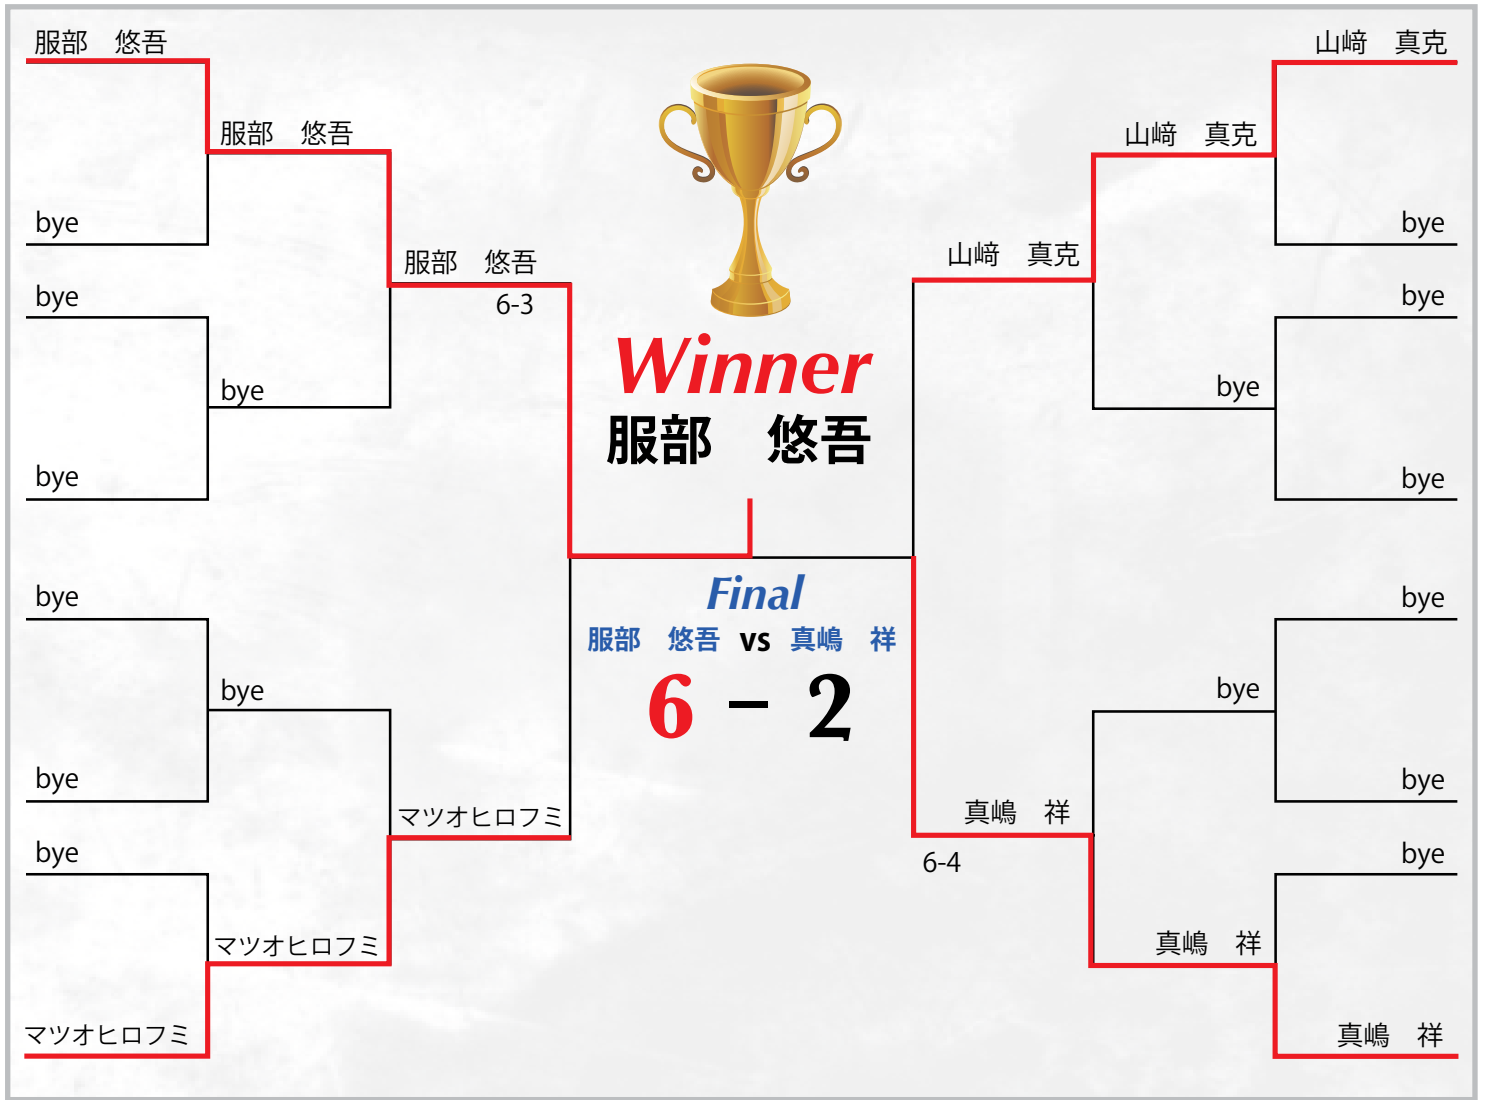 服部　悠吾
服部　悠吾
bye
服部　悠吾
6-3
bye
bye
bye
bye
bye
bye
マツオヒロフミ
bye
マツオヒロフミ
マツオヒロフミ
Winner
服部　悠吾
Final
服部　悠吾 vs 真嶋　祥
6 － 2
山﨑　真克
山﨑　真克
bye
山﨑　真克
bye
bye
bye
bye
bye
bye
真嶋　祥
6-4
bye
真嶋　祥
真嶋　祥